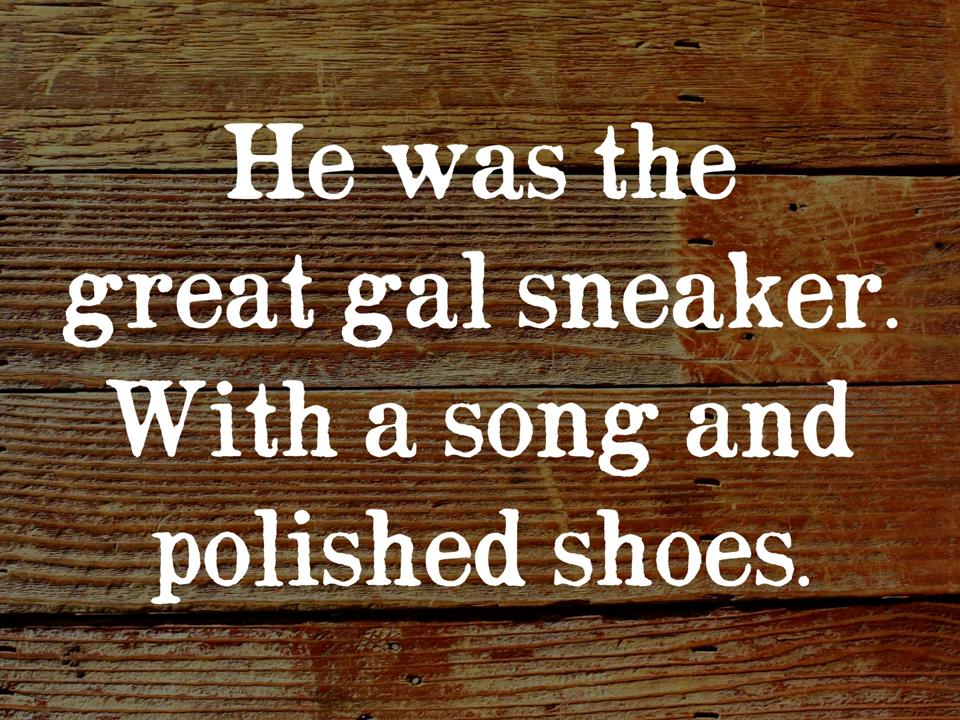 He was the
great gal sneaker.
With a song and
polished shoes.